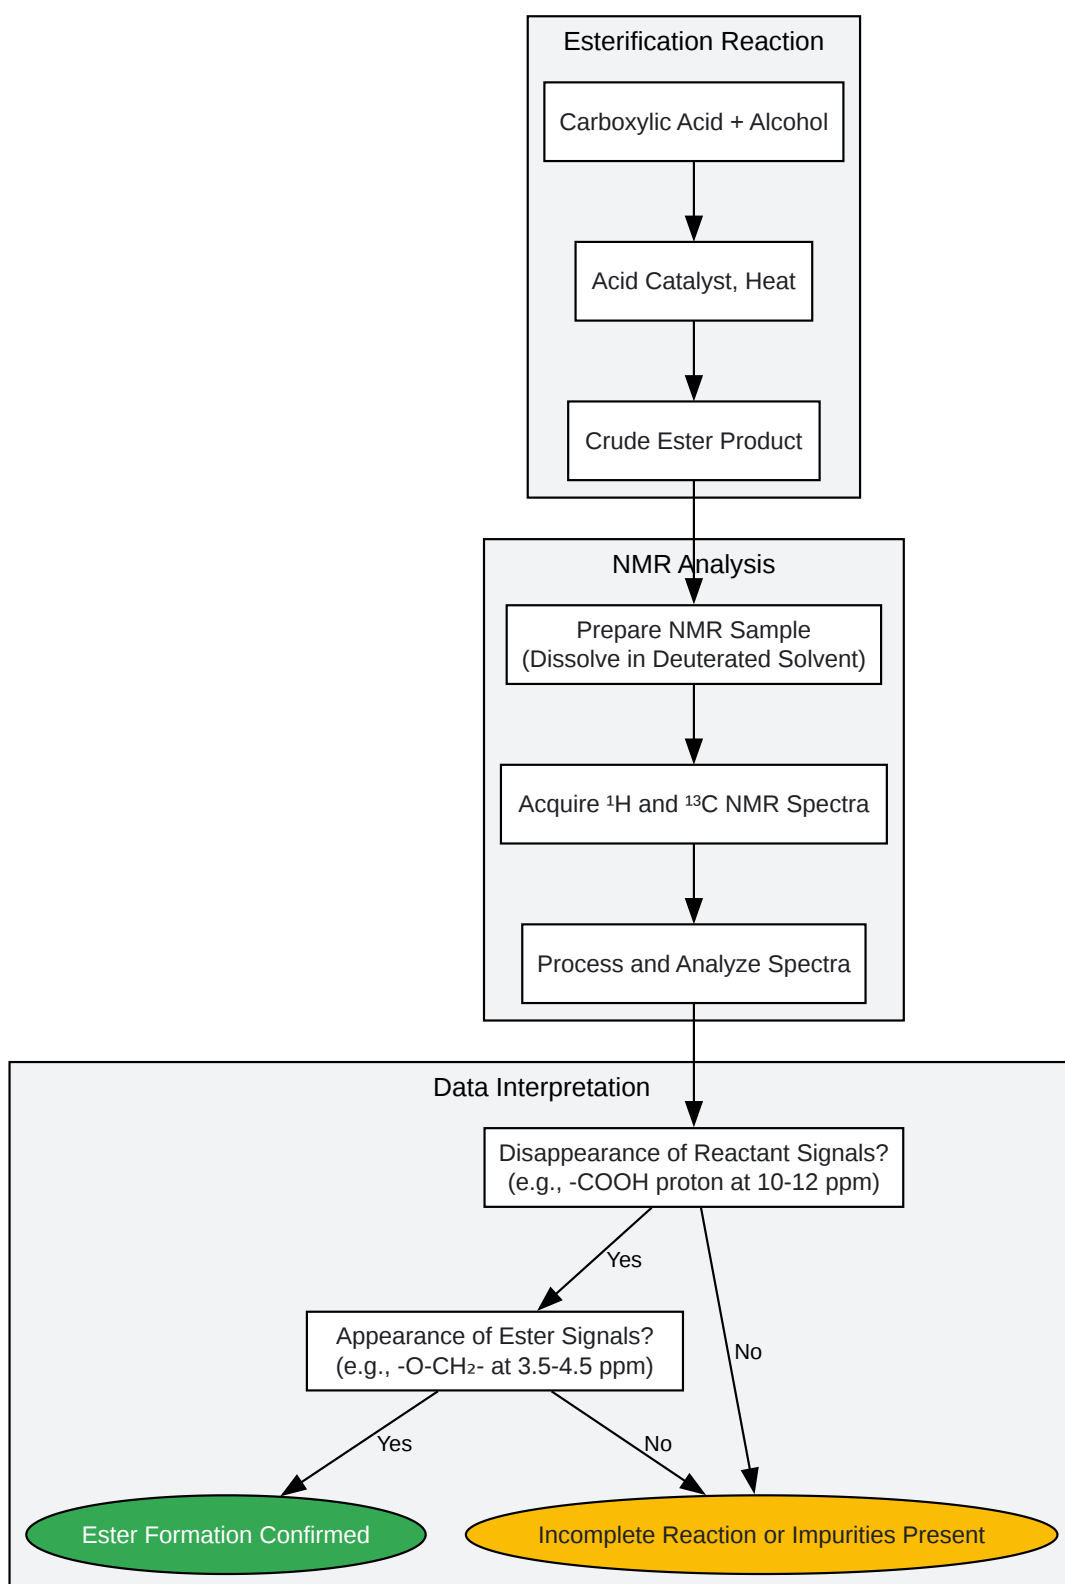 Esterification Reaction
Carboxylic Acid + Alcohol
Acid Catalyst, Heat
Crude Ester Product
NMR Analysis
Prepare NMR Sample
(Dissolve in Deuterated Solvent)
Acquire ¹H and ¹³C NMR Spectra
Process and Analyze Spectra
Data Interpretation
Disappearance of Reactant Signals?
(e.g., -COOH proton at 10-12 ppm)
Yes
Appearance of Ester Signals?
(e.g., -O-CH₂- at 3.5-4.5 ppm)
No
Yes
No
Ester Formation Confirmed
Incomplete Reaction or Impurities Present